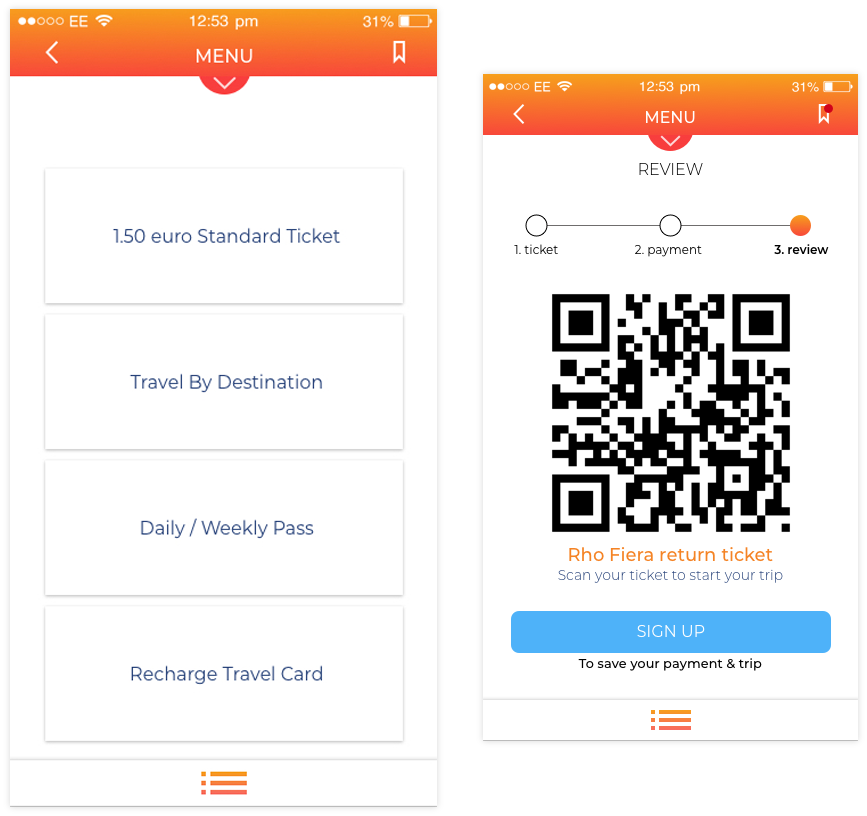 EE 12:53 pm 31%
MENU
1.50 euro Standard Ticket
Travel By Destination
Daily / Weekly Pass
Recharge Travel Card
EE 12:53 pm 31%
MENU
REVIEW
1. ticket 2. payment 3. review
Rho Fiera return ticket
Scan your ticket to start your trip
SIGN UP
To save your payment & trip